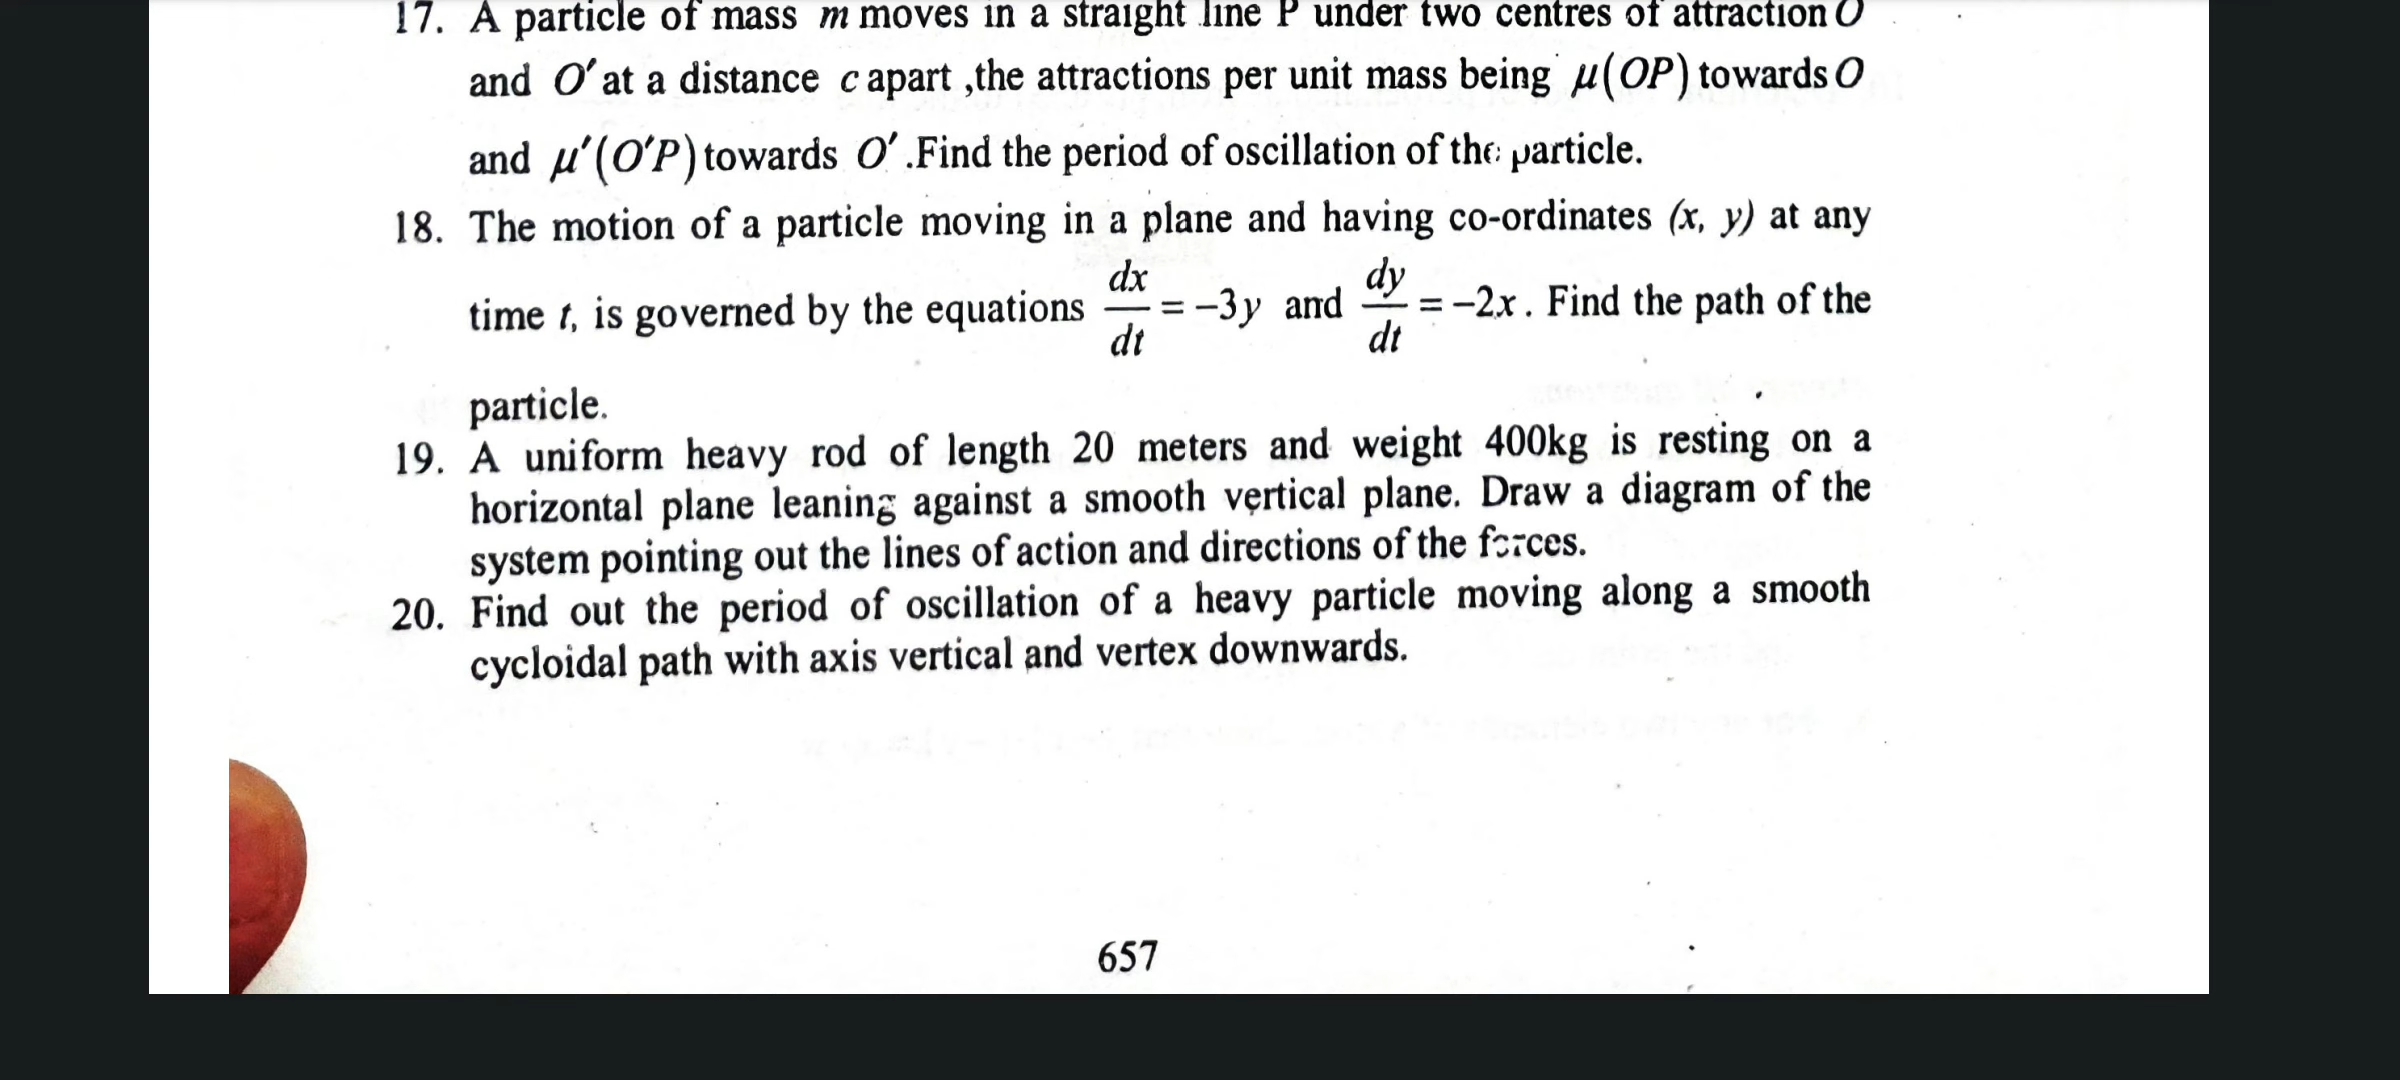 17. A particle of mass m moves in a straight line P under two centres of attraction O
and O′ at a distance c apart ,the attractions per unit mass being μ(OP) towards O
and μ′(O′P) towards O′ .Find the period of oscillation of the particle.
18. The motion of a particle moving in a plane and having co-ordinates (x, y) at any
time t, is governed by the equations dx/dt = -3y and dy/dt = -2x . Find the path of the
particle.
19. A uniform heavy rod of length 20 meters and weight 400kg is resting on a
horizontal plane leaning against a smooth vertical plane. Draw a diagram of the
system pointing out the lines of action and directions of the forces.
20. Find out the period of oscillation of a heavy particle moving along a smooth
cycloidal path with axis vertical and vertex downwards.
657